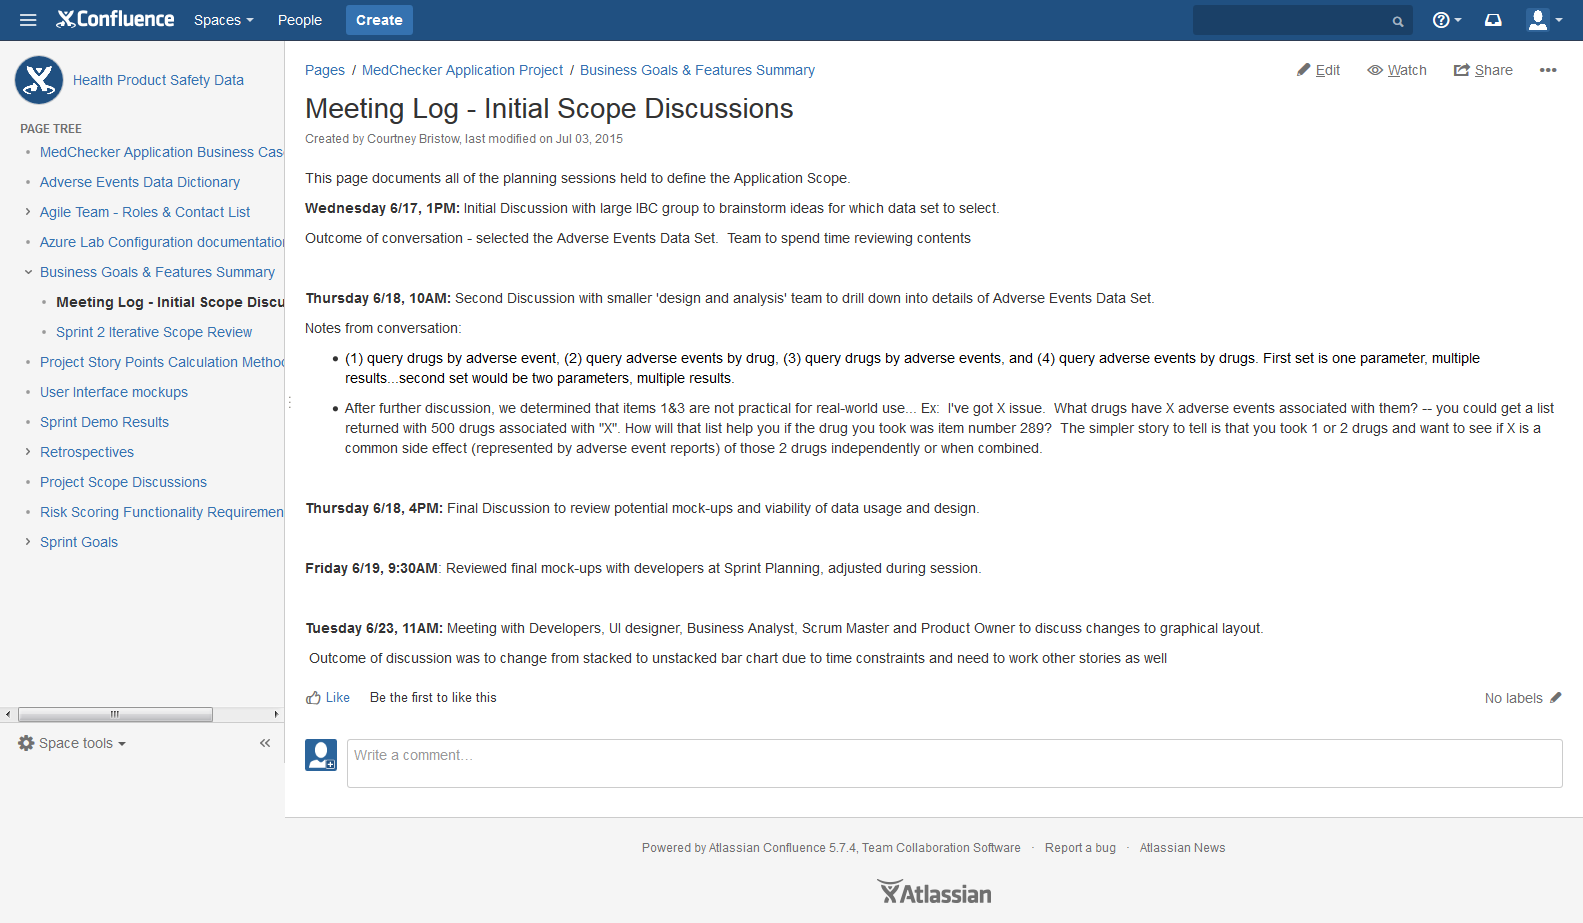 Confluence Spaces People Create
Health Product Safety Data
PAGE TREE
MedChecker Application Business Cas
Adverse Events Data Dictionary
Agile Team - Roles & Contact List
Azure Lab Configuration documentation
Business Goals & Features Summary
Meeting Log - Initial Scope Discu
Sprint 2 Iterative Scope Review
Project Story Points Calculation Metho
User Interface mockups
Sprint Demo Results
Retrospectives
Project Scope Discussions
Risk Scoring Functionality Requiremen
Sprint Goals
Space tools
Pages / MedChecker Application Project / Business Goals & Features Summary
Edit Watch Share
Meeting Log - Initial Scope Discussions
Created by Courtney Bristow, last modified on Jul 03, 2015
This page documents all of the planning sessions held to define the Application Scope.
Wednesday 6/17, 1PM: Initial Discussion with large IBC group to brainstorm ideas for which data set to select.
Outcome of conversation - selected the Adverse Events Data Set.  Team to spend time reviewing contents
Thursday 6/18, 10AM: Second Discussion with smaller 'design and analysis' team to drill down into details of Adverse Events Data Set.
Notes from conversation:
• (1) query drugs by adverse event, (2) query adverse events by drug, (3) query drugs by adverse events, and (4) query adverse events by drugs. First set is one parameter, multiple
results...second set would be two parameters, multiple results.
• After further discussion, we determined that items 1&3 are not practical for real-world use... Ex:  I've got X issue.  What drugs have X adverse events associated with them? -- you could get a list
returned with 500 drugs associated with "X". How will that list help you if the drug you took was item number 289?  The simpler story to tell is that you took 1 or 2 drugs and want to see if X is a
common side effect (represented by adverse event reports) of those 2 drugs independently or when combined.
Thursday 6/18, 4PM: Final Discussion to review potential mock-ups and viability of data usage and design.
Friday 6/19, 9:30AM: Reviewed final mock-ups with developers at Sprint Planning, adjusted during session.
Tuesday 6/23, 11AM: Meeting with Developers, UI designer, Business Analyst, Scrum Master and Product Owner to discuss changes to graphical layout.
Outcome of discussion was to change from stacked to unstacked bar chart due to time constraints and need to work other stories as well
Like Be the first to like this
No labels
Write a comment…
Powered by Atlassian Confluence 5.7.4, Team Collaboration Software · Report a bug · Atlassian News
Atlassian